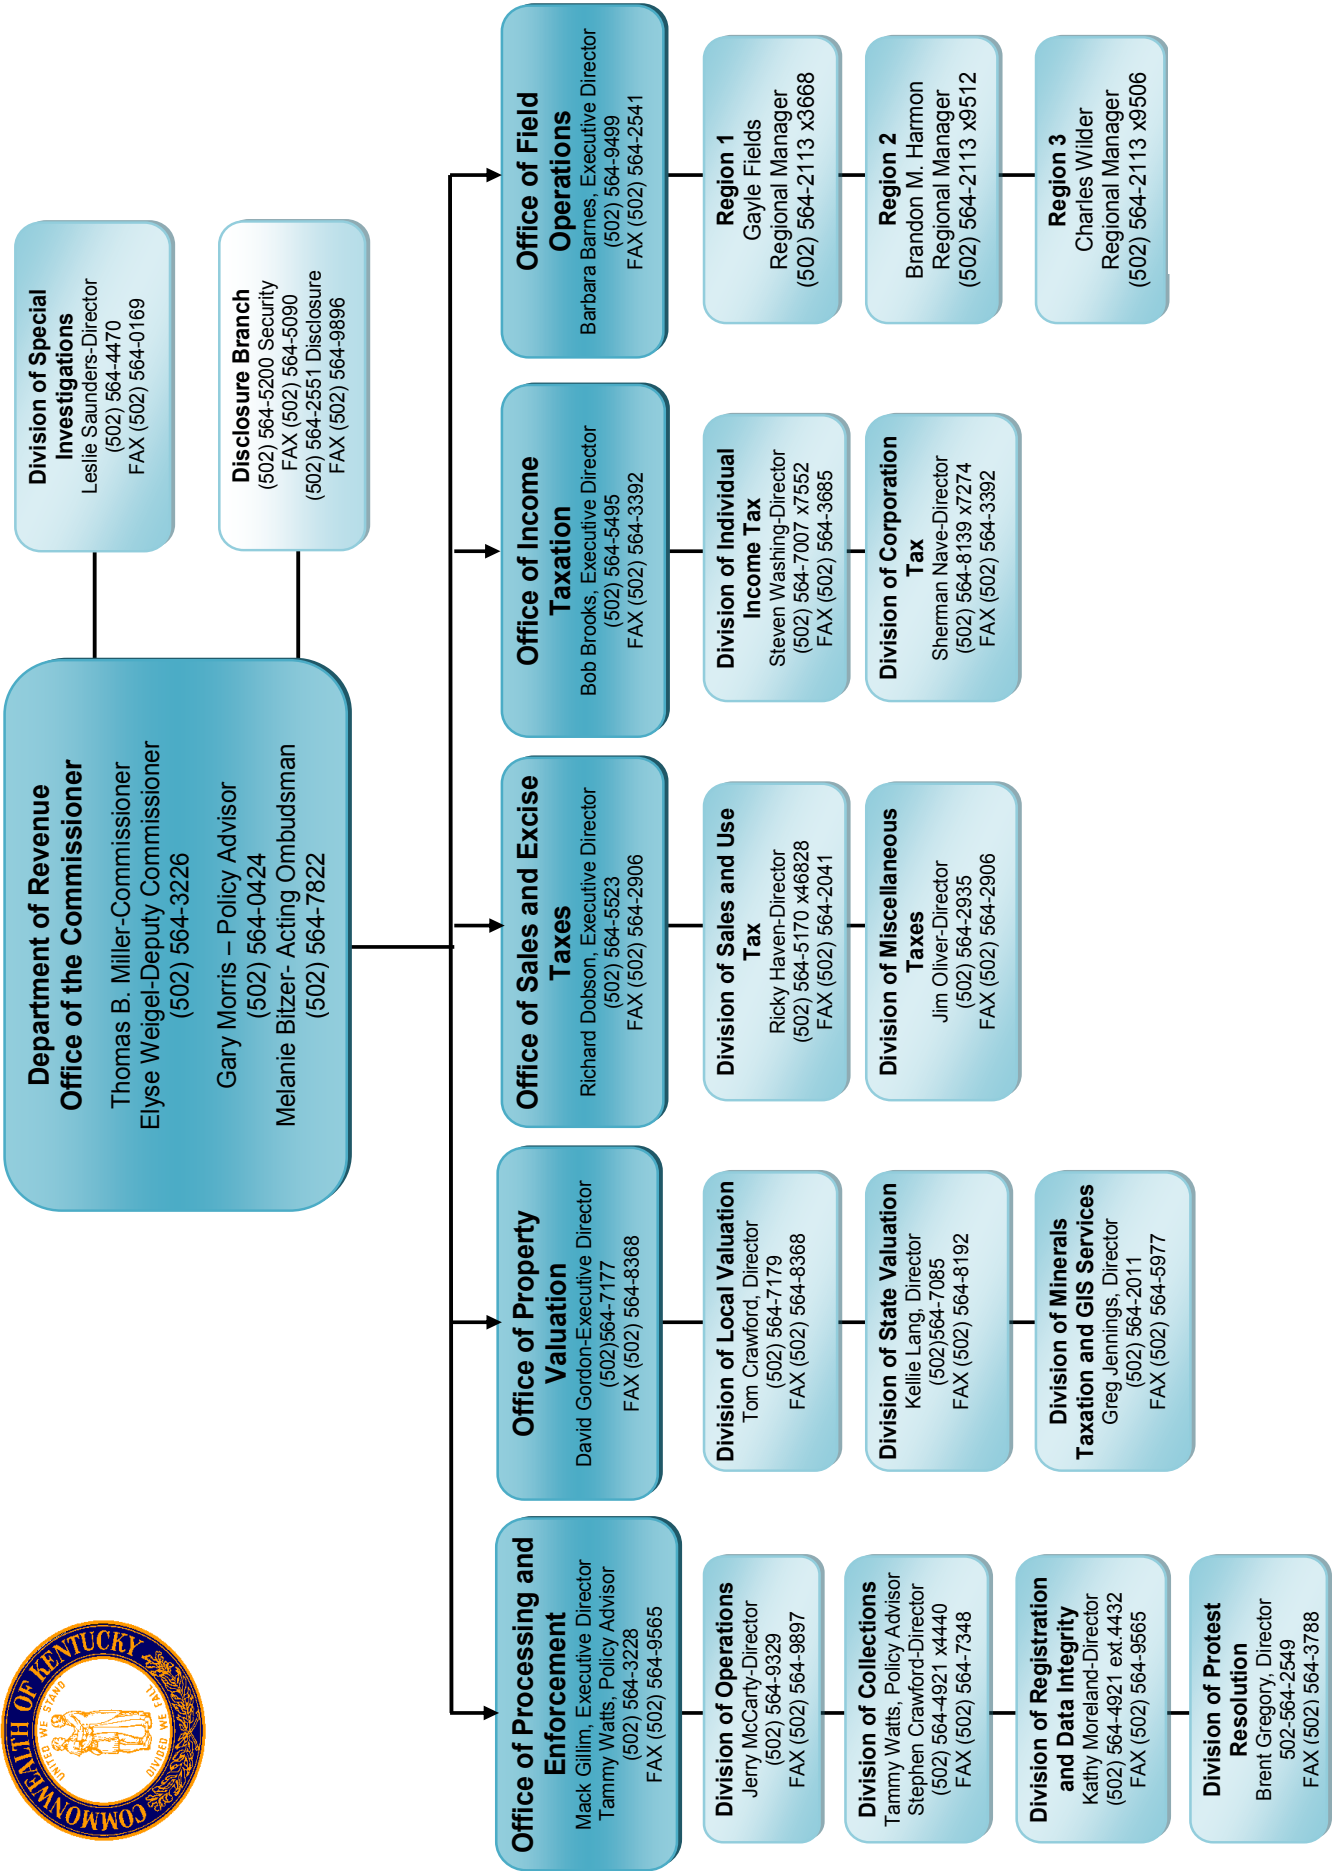 COMMONWEALTH OF KENTUCKY
UNITED WE STAND
DIVIDED WE FALL
Department of Revenue
Office of the Commissioner
Thomas B. Miller-Commissioner
Elyse Weigel-Deputy Commissioner
(502) 564-3226
Gary Morris – Policy Advisor
(502) 564-0424
Melanie Bitzer- Acting Ombudsman
(502) 564-7822
Division of Special
Investigations
Leslie Saunders-Director
(502) 564-4470
FAX (502) 564-0169
Disclosure Branch
(502) 564-5200 Security
FAX (502) 564-5090
(502) 564-2551 Disclosure
FAX (502) 564-9896
Office of Processing and
Enforcement
Mack Gillim, Executive Director
Tammy Watts, Policy Advisor
(502) 564-3228
FAX (502) 564-9565
Division of Operations
Jerry McCarty-Director
(502) 564-9329
FAX (502) 564-9897
Division of Collections
Tammy Watts, Policy Advisor
Stephen Crawford-Director
(502) 564-4921 x4440
FAX (502) 564-7348
Division of Registration
and Data Integrity
Kathy Moreland-Director
(502) 564-4921 ext.4432
FAX (502) 564-9565
Division of Protest
Resolution
Brent Gregory, Director
502-564-2549
FAX (502) 564-3788
Office of Property
Valuation
David Gordon-Executive Director
(502)564-7177
FAX (502) 564-8368
Division of Local Valuation
Tom Crawford, Director
(502) 564-7179
FAX (502) 564-8368
Division of State Valuation
Kellie Lang, Director
(502)564-7085
FAX (502) 564-8192
Division of Minerals
Taxation and GIS Services
Greg Jennings, Director
(502) 564-2011
FAX (502) 564-5977
Office of Sales and Excise
Taxes
Richard Dobson, Executive Director
(502) 564-5523
FAX (502) 564-2906
Division of Sales and Use
Tax
Ricky Haven-Director
(502) 564-5170 x46828
FAX (502) 564-2041
Division of Miscellaneous
Taxes
Jim Oliver-Director
(502) 564-2935
FAX (502) 564-2906
Office of Income
Taxation
Bob Brooks, Executive Director
(502) 564-5495
FAX (502) 564-3392
Division of Individual
Income Tax
Steven Washing-Director
(502) 564-7007 x7552
FAX (502) 564-3685
Division of Corporation
Tax
Sherman Nave-Director
(502) 564-8139 x7274
FAX (502) 564-3392
Office of Field
Operations
Barbara Barnes, Executive Director
(502) 564-9499
FAX (502) 564-2541
Region 1
Gayle Fields
Regional Manager
(502) 564-2113 x3668
Region 2
Brandon M. Harmon
Regional Manager
(502) 564-2113 x9512
Region 3
Charles Wilder
Regional Manager
(502) 564-2113 x9506